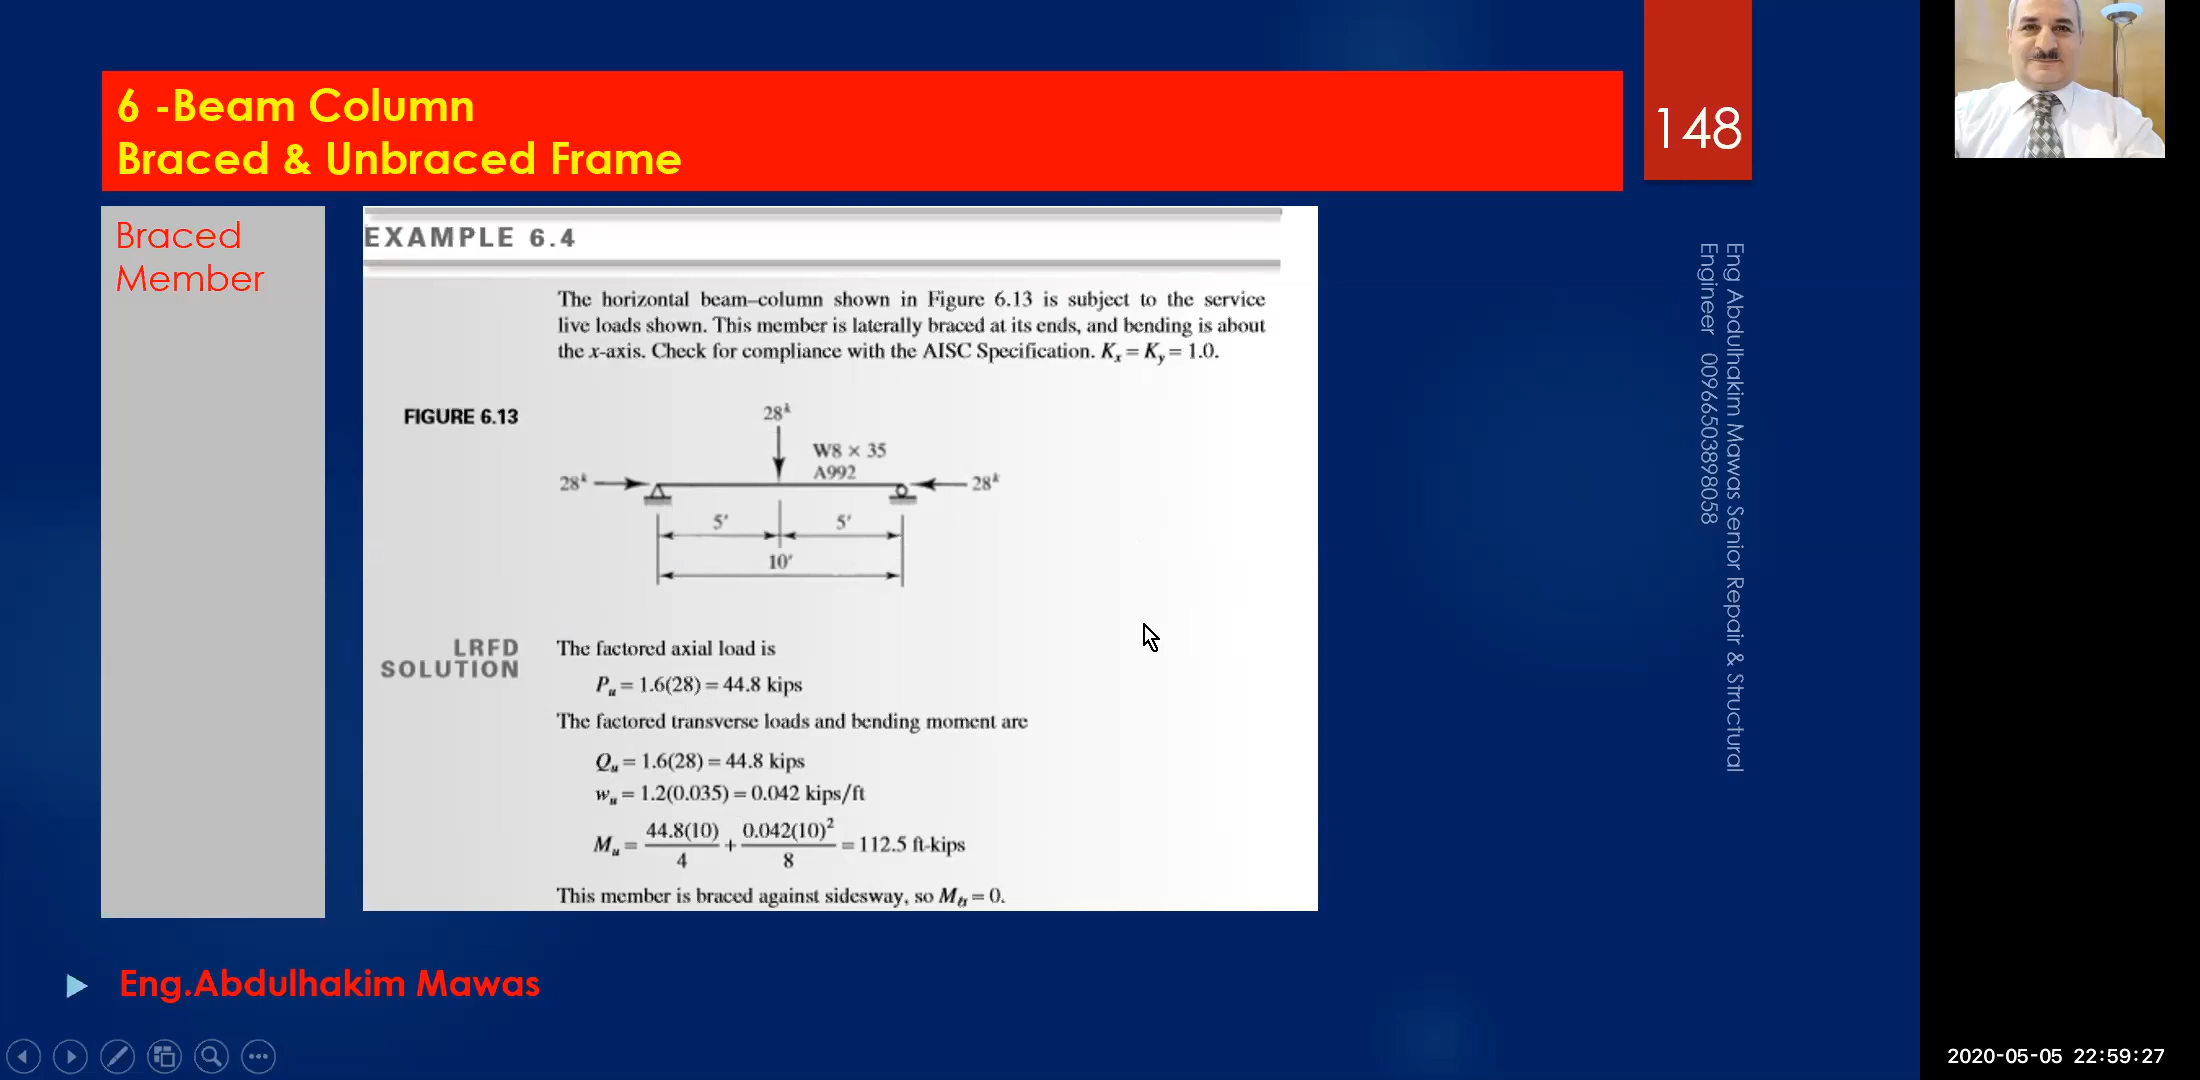 6 -Beam Column
Braced & Unbraced Frame
148
Braced
Member
EXAMPLE 6.4
The horizontal beam–column shown in Figure 6.13 is subject to the service
live loads shown. This member is laterally braced at its ends, and bending is about
the x-axis. Check for compliance with the AISC Specification. Kx = Ky = 1.0.
FIGURE 6.13
28k
W8 × 35
A992
28k
28k
5'
5'
10'
LRFD
SOLUTION
The factored axial load is
Pu = 1.6(28) = 44.8 kips
The factored transverse loads and bending moment are
Qu = 1.6(28) = 44.8 kips
wu = 1.2(0.035) = 0.042 kips/ft
Mu = 44.8(10)/4 + 0.042(10)²/8 = 112.5 ft-kips
This member is braced against sidesway, so Mℓt = 0.
Eng Abdulhakim Mawas Senior Repair & Structural
Engineer 00966503898058
Eng.Abdulhakim Mawas
2020-05-05 22:59:27